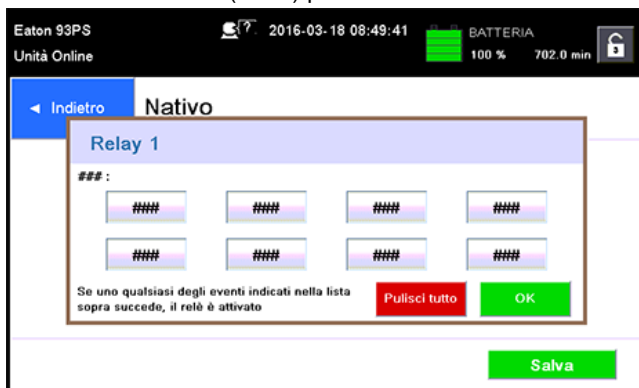 Eaton 93PS
2016-03-18 08:49:41
BATTERIA
Unità Online
100 % 702.0 min
◄ Indietro
Nativo
Relay 1
### :
### ### ### ###
### ### ### ###
Se uno qualsiasi degli eventi indicati nella lista
sopra succede, il relè è attivato
Pulisci tutto
OK
Salva